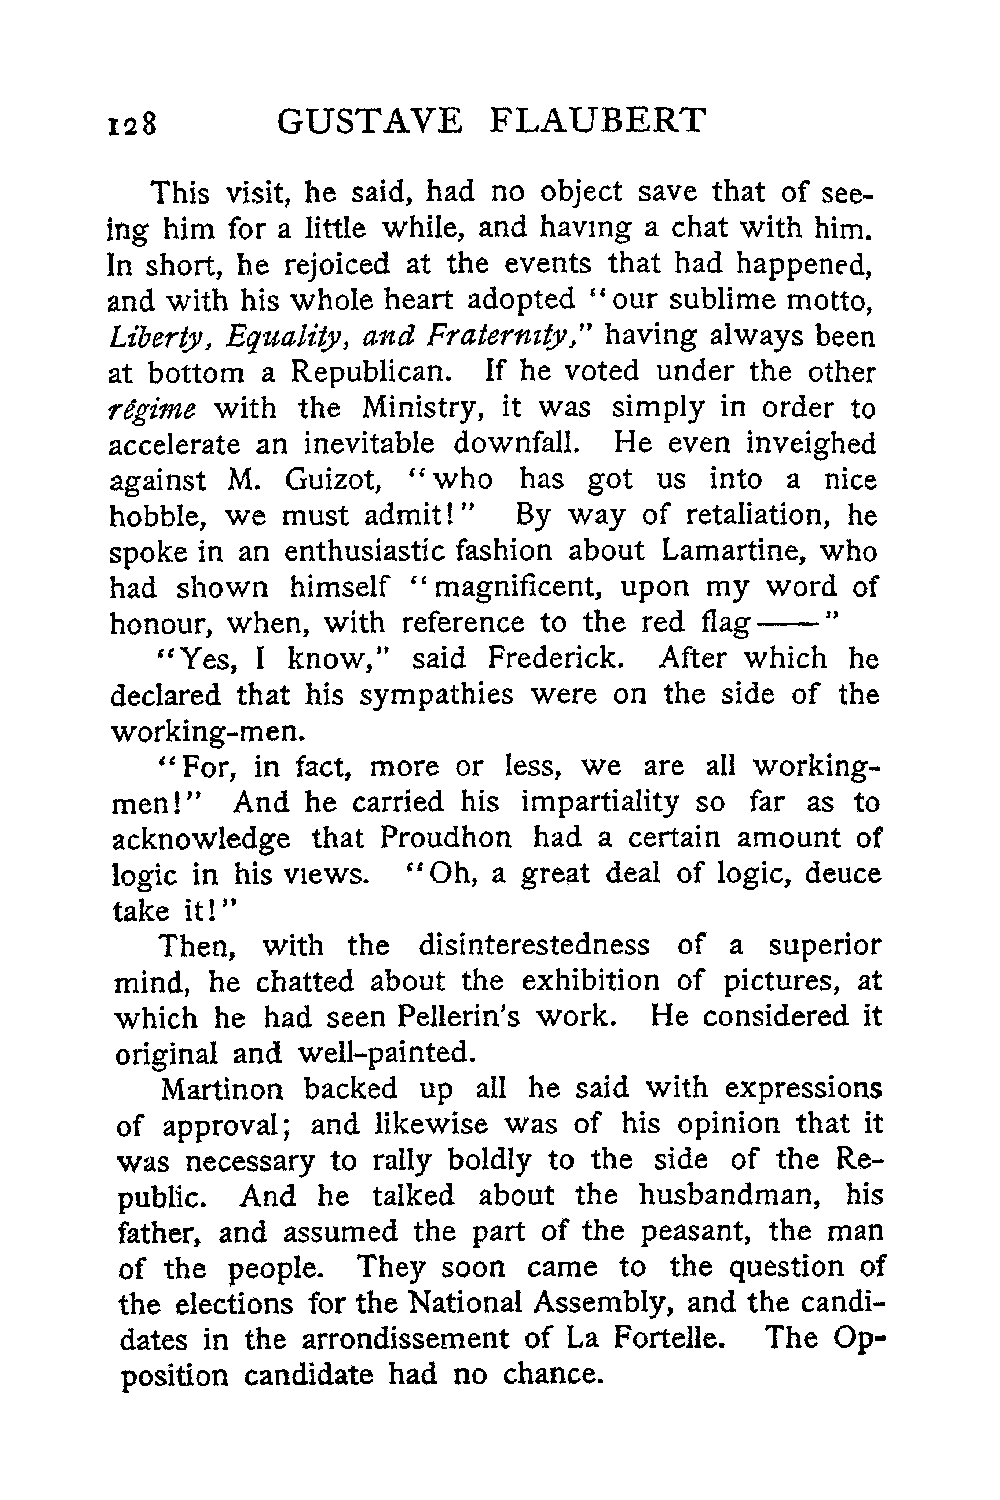 128 GUSTAVE FLAUBERT
This visit, he said, had no object save that of see-
ing him for a little while, and having a chat with him.
In short, he rejoiced at the events that had happened,
and with his whole heart adopted “our sublime motto,
Liberty, Equality, and Fraternity,” having always been
at bottom a Republican. If he voted under the other
régime with the Ministry, it was simply in order to
accelerate an inevitable downfall. He even inveighed
against M. Guizot, “who has got us into a nice
hobble, we must admit!” By way of retaliation, he
spoke in an enthusiastic fashion about Lamartine, who
had shown himself “magnificent, upon my word of
honour, when, with reference to the red flag——”
“Yes, I know,” said Frederick. After which he
declared that his sympathies were on the side of the
working-men.
“For, in fact, more or less, we are all working-
men!” And he carried his impartiality so far as to
acknowledge that Proudhon had a certain amount of
logic in his views. “Oh, a great deal of logic, deuce
take it!”
Then, with the disinterestedness of a superior
mind, he chatted about the exhibition of pictures, at
which he had seen Pellerin’s work. He considered it
original and well-painted.
Martinon backed up all he said with expressions
of approval; and likewise was of his opinion that it
was necessary to rally boldly to the side of the Re-
public. And he talked about the husbandman, his
father, and assumed the part of the peasant, the man
of the people. They soon came to the question of
the elections for the National Assembly, and the candi-
dates in the arrondissement of La Fortelle. The Op-
position candidate had no chance.